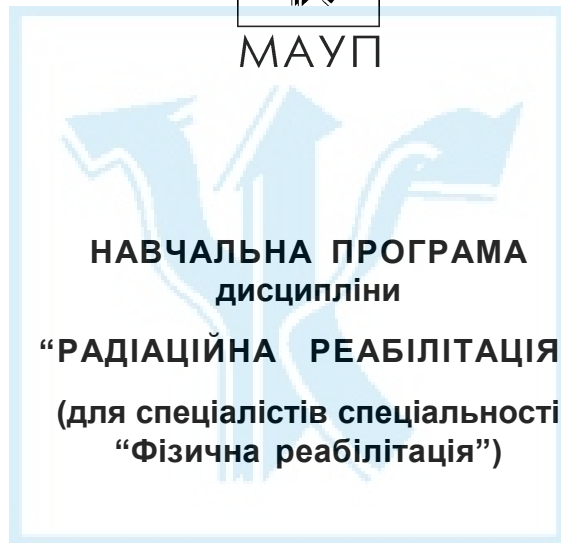 МАУП
НАВЧАЛЬНА ПРОГРАМА
дисципліни
“РАДІАЦІЙНА РЕАБІЛІТАЦІЯ
(для спеціалістів спеціальності
“Фізична реабілітація”)